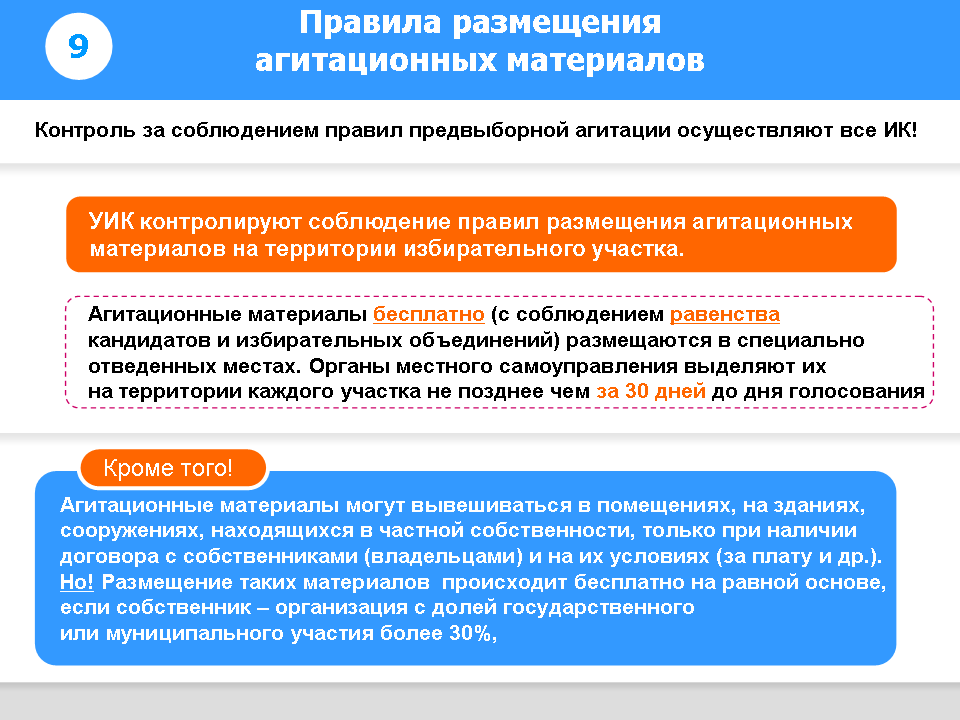 9
Правила размещения
агитационных материалов
Контроль за соблюдением правил предвыборной агитации осуществляют все ИК!
УИК контролируют соблюдение правил размещения агитационных
материалов на территории избирательного участка.
Агитационные материалы бесплатно (с соблюдением равенства
кандидатов и избирательных объединений) размещаются в специально
отведенных местах. Органы местного самоуправления выделяют их
на территории каждого участка не позднее чем за 30 дней до дня голосования
Кроме того!
Агитационные материалы могут вывешиваться в помещениях, на зданиях,
сооружениях, находящихся в частной собственности, только при наличии
договора с собственниками (владельцами) и на их условиях (за плату и др.).
Но! Размещение таких материалов  происходит бесплатно на равной основе,
если собственник – организация с долей государственного
или муниципального участия более 30%,